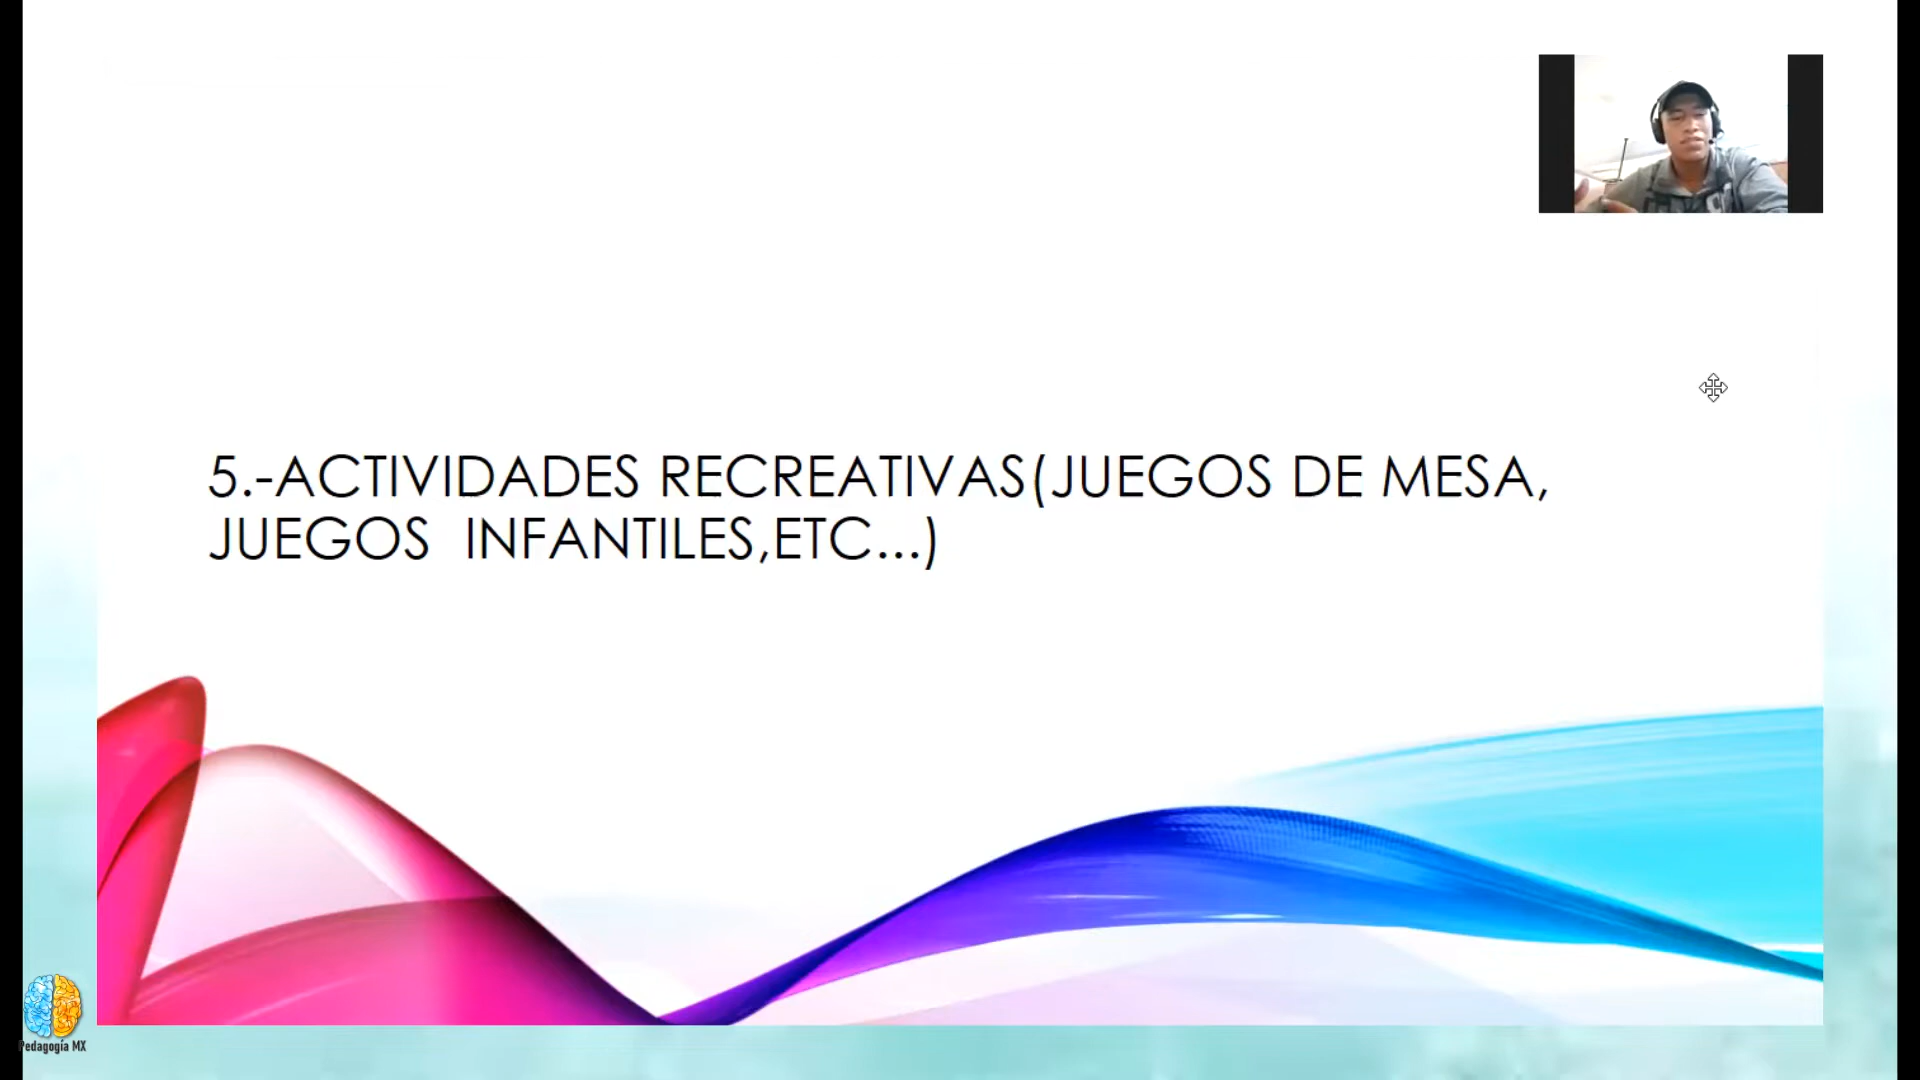 5.-ACTIVIDADES RECREATIVAS(JUEGOS DE MESA,
JUEGOS  INFANTILES,ETC...)
Pedagogía MX